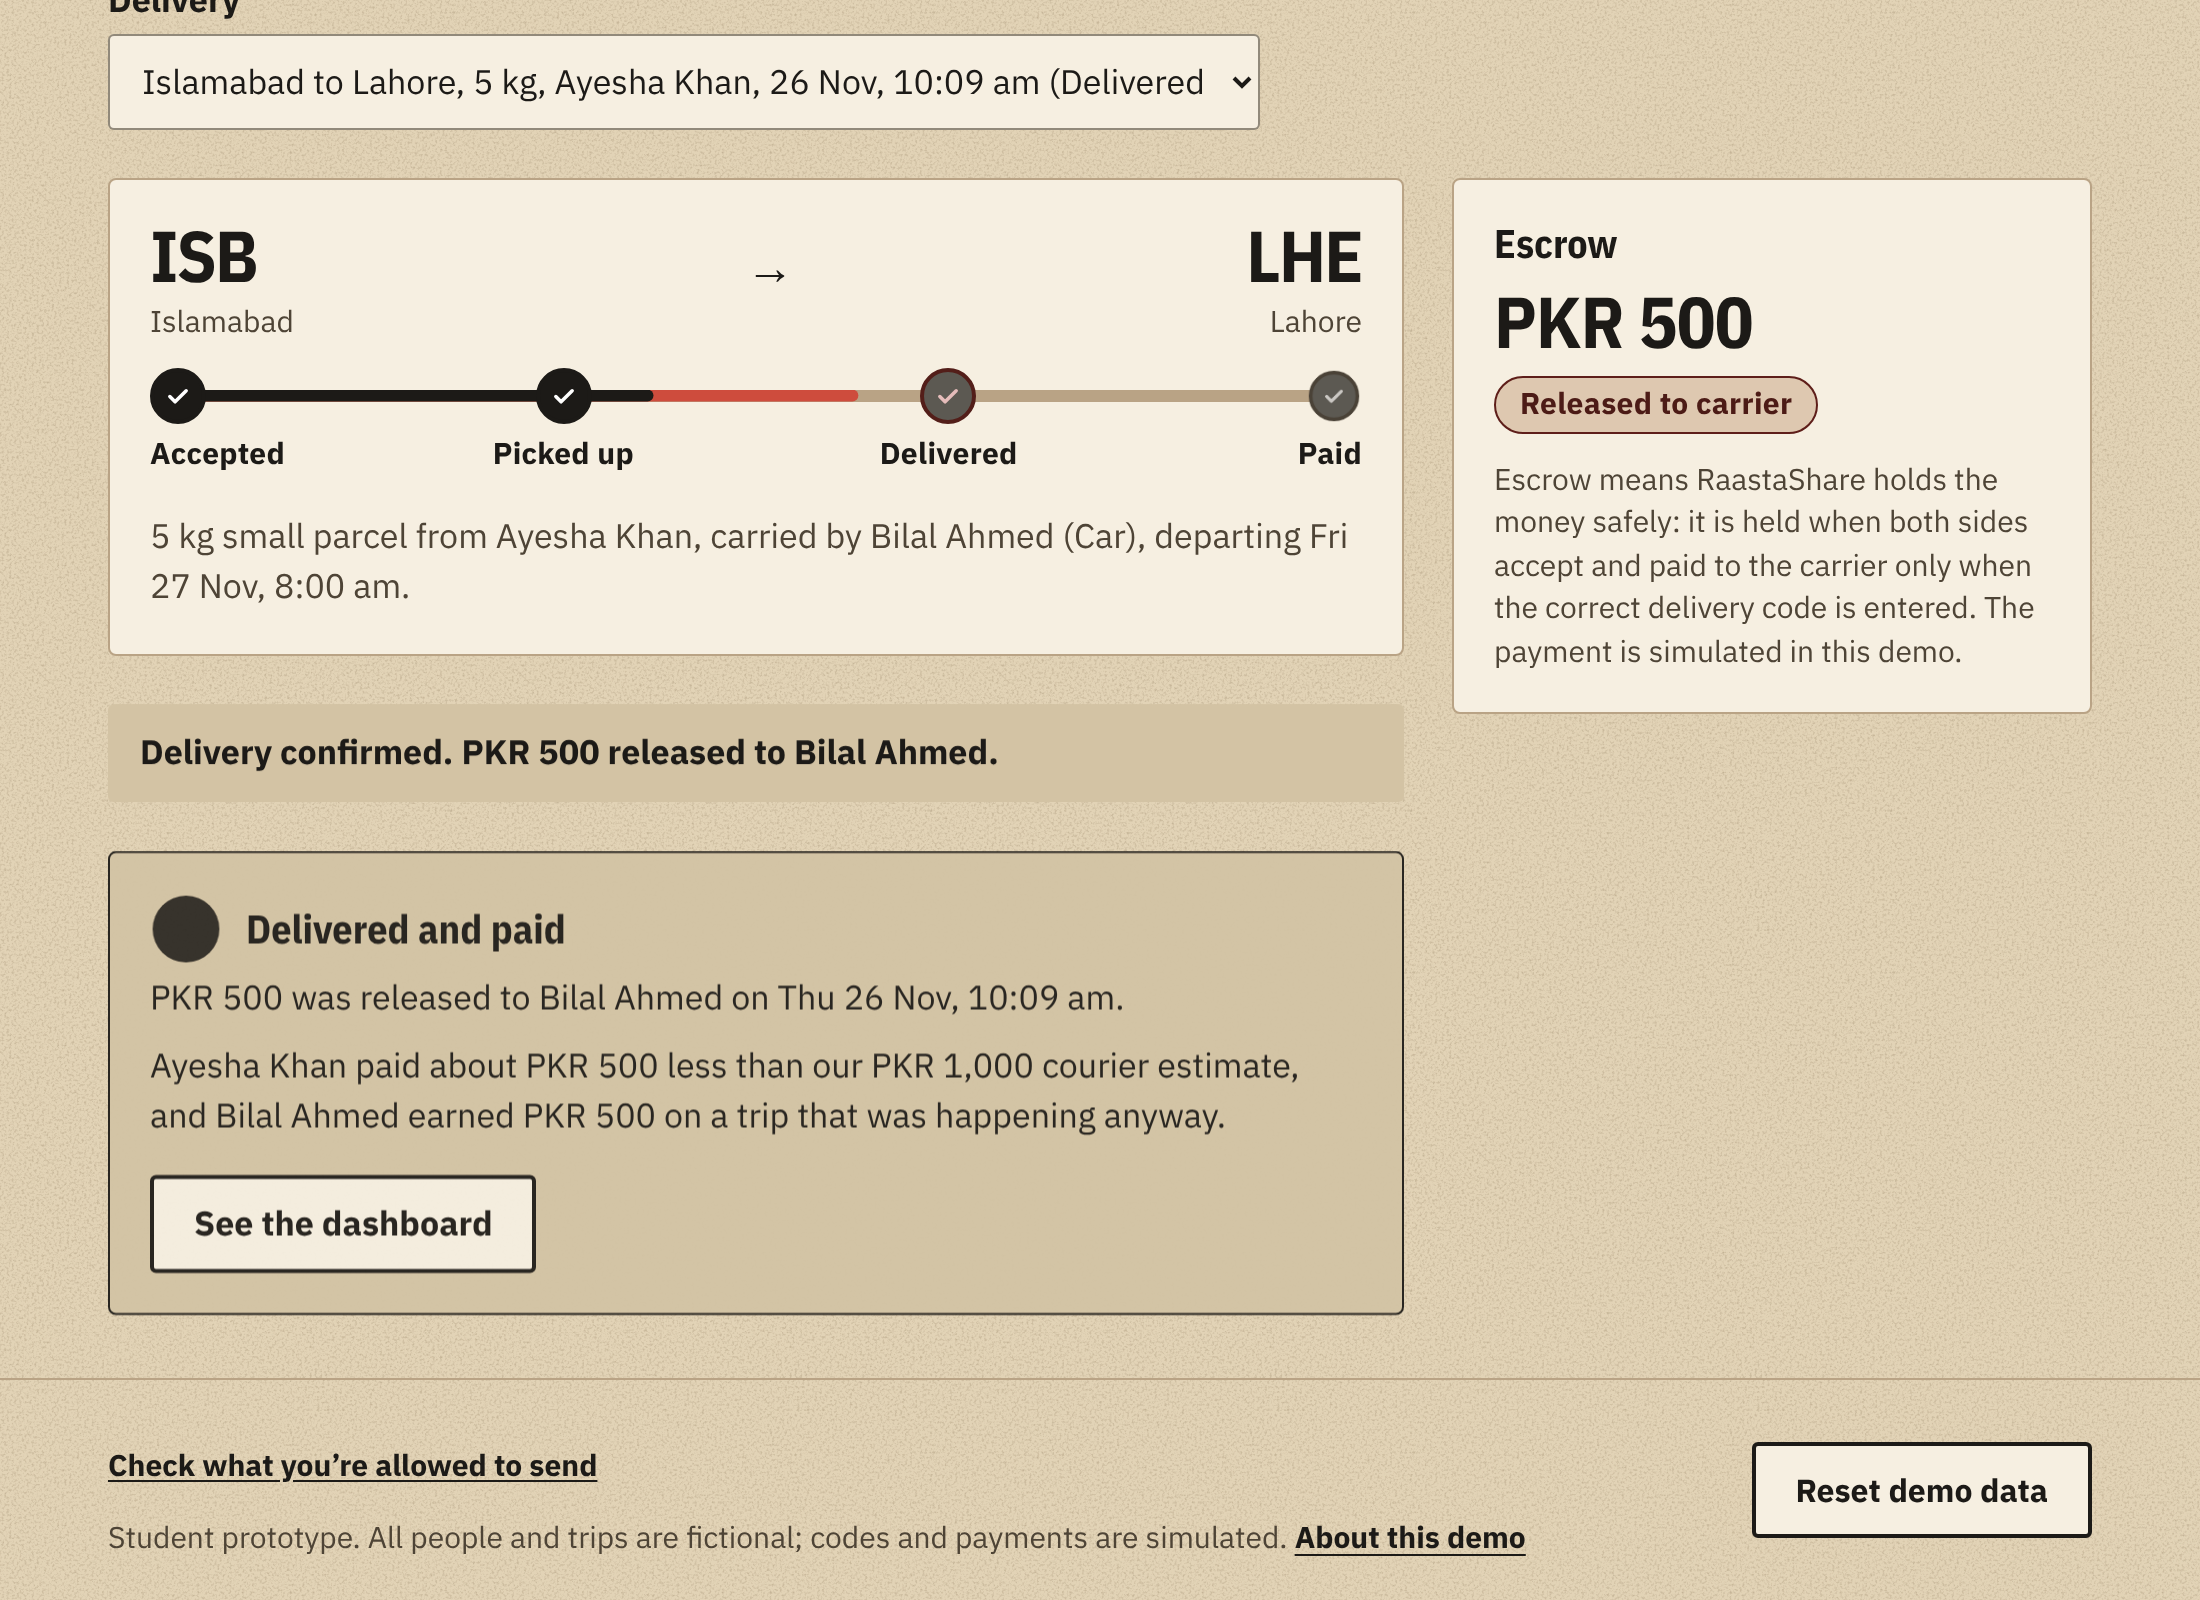 Delivery
Islamabad to Lahore, 5 kg, Ayesha Khan, 26 Nov, 10:09 am (Delivered
ISB
→
LHE
Islamabad
Lahore
Accepted
Picked up
Delivered
Paid
5 kg small parcel from Ayesha Khan, carried by Bilal Ahmed (Car), departing Fri
27 Nov, 8:00 am.
Escrow
PKR 500
Released to carrier
Escrow means RaastaShare holds the
money safely: it is held when both sides
accept and paid to the carrier only when
the correct delivery code is entered. The
payment is simulated in this demo.
Delivery confirmed. PKR 500 released to Bilal Ahmed.
Delivered and paid
PKR 500 was released to Bilal Ahmed on Thu 26 Nov, 10:09 am.
Ayesha Khan paid about PKR 500 less than our PKR 1,000 courier estimate,
and Bilal Ahmed earned PKR 500 on a trip that was happening anyway.
See the dashboard
Check what you’re allowed to send
Student prototype. All people and trips are fictional; codes and payments are simulated. About this demo
Reset demo data